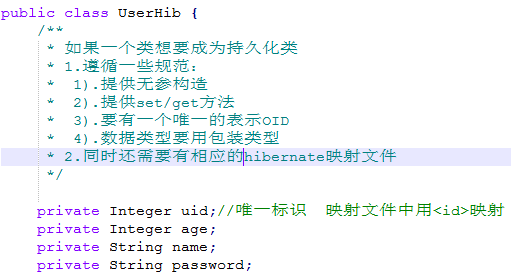 public class UserHib {
/**
* 如果一个类想要成为持久化类
* 1.遵循一些规范：
* 1).提供无参构造
* 2).提供set/get方法
* 3).要有一个唯一的表示OID
* 4).数据类型要用包装类型
* 2.同时还需要有相应的hibernate映射文件
*/
private Integer uid;//唯一标识 映射文件中用<id>映射
private Integer age;
private String name;
private String password;